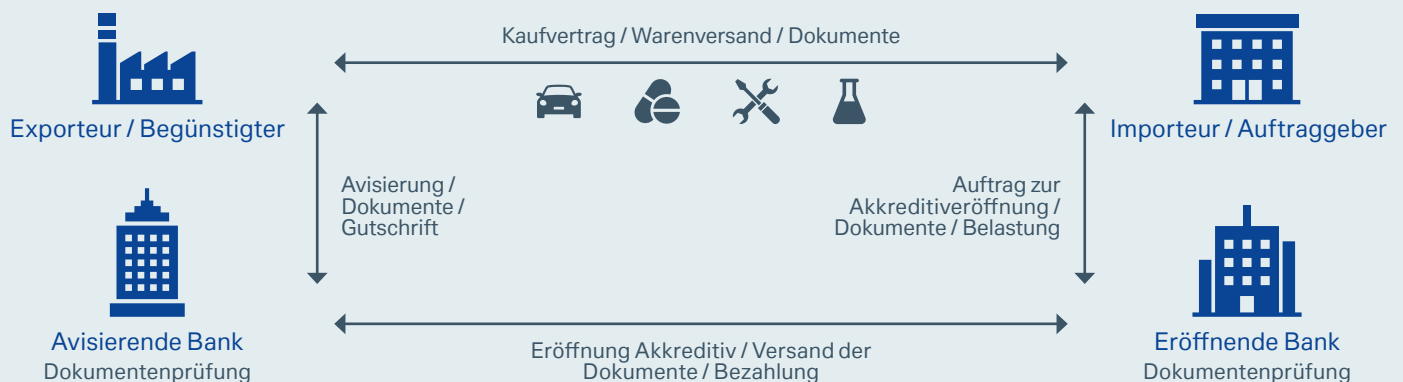 Kaufvertrag / Warenversand / Dokumente
Exporteur / Begünstigter
Importeur / Auftraggeber
Avisierung /
Dokumente /
Gutschrift
Auftrag zur
Akkreditiveröffnung /
Dokumente / Belastung
Avisierende Bank
Dokumentenprüfung
Eröffnung Akkreditiv / Versand der
Dokumente / Bezahlung
Eröffnende Bank
Dokumentenprüfung